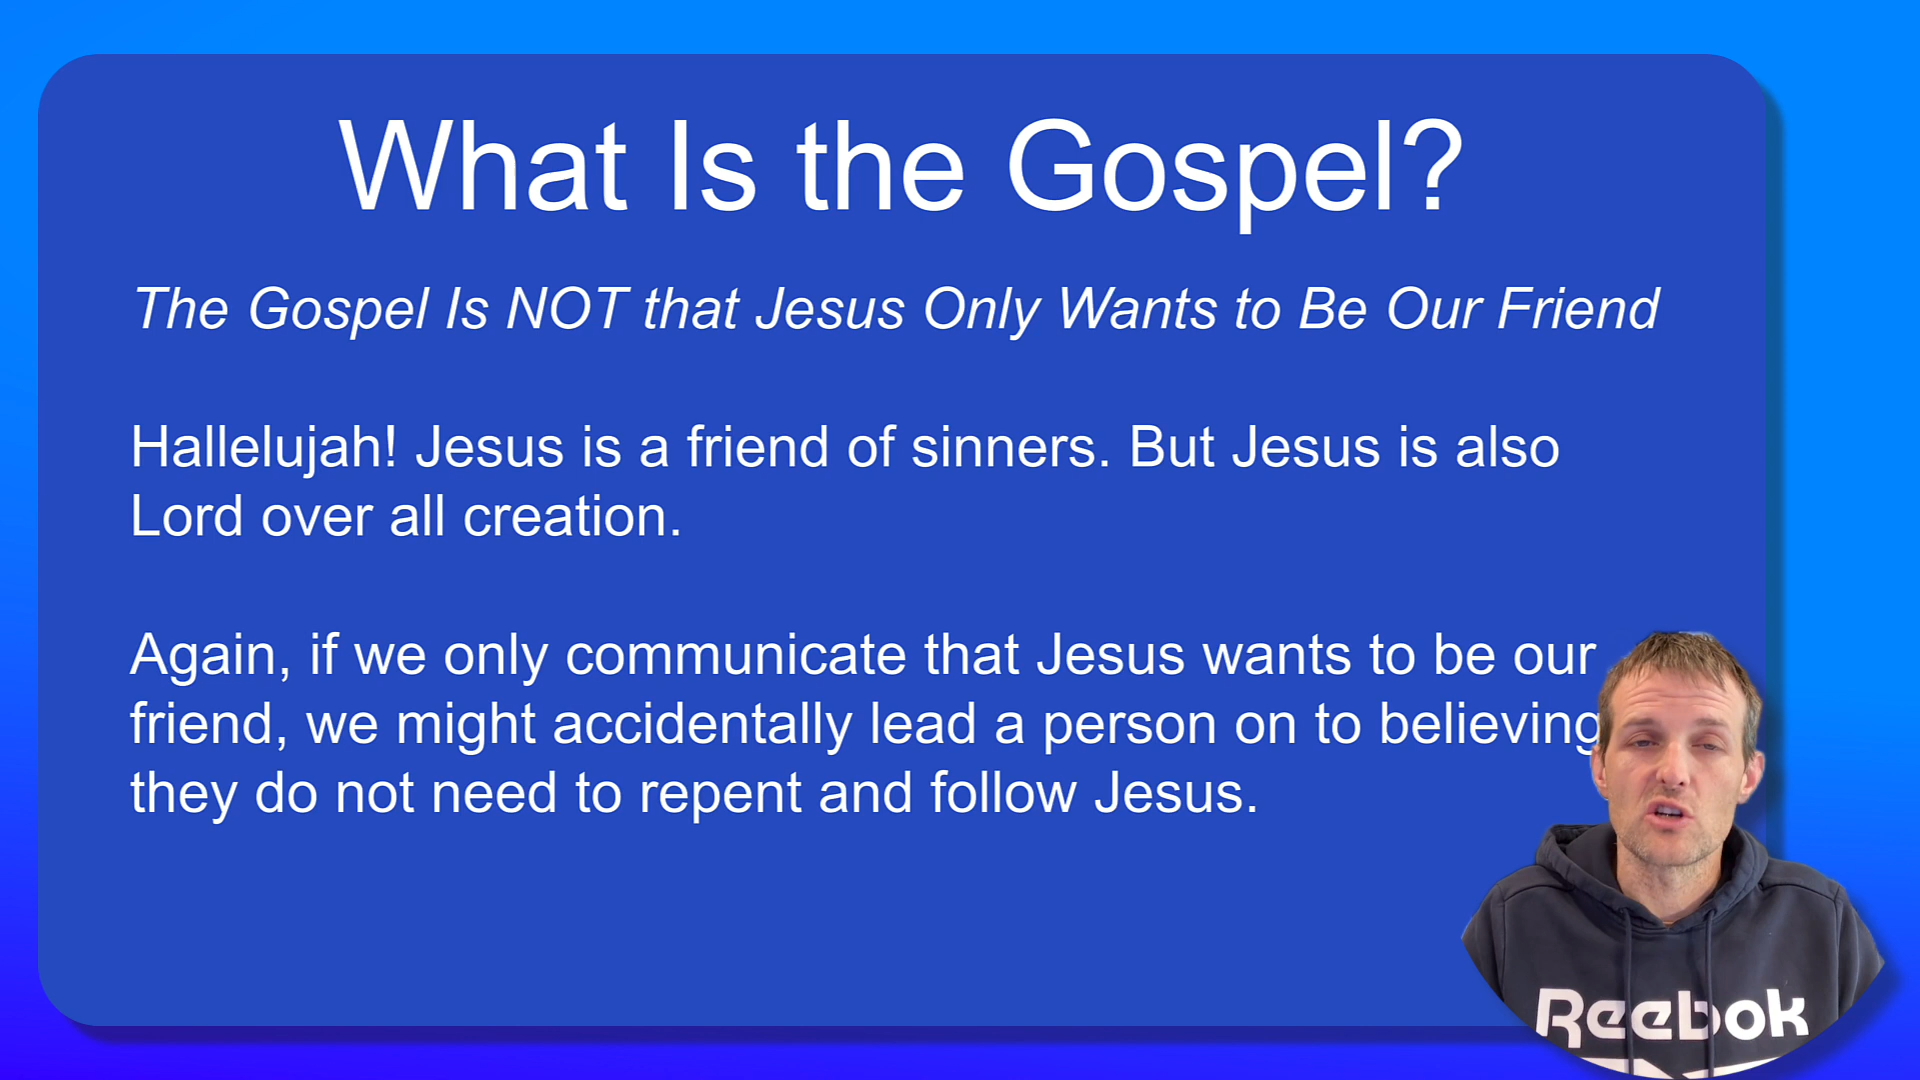 What Is the Gospel?
The Gospel Is NOT that Jesus Only Wants to Be Our Friend
Hallelujah! Jesus is a friend of sinners. But Jesus is also
Lord over all creation.
Again, if we only communicate that Jesus wants to be our
friend, we might accidentally lead a person on to believing
they do not need to repent and follow Jesus.
Reebok